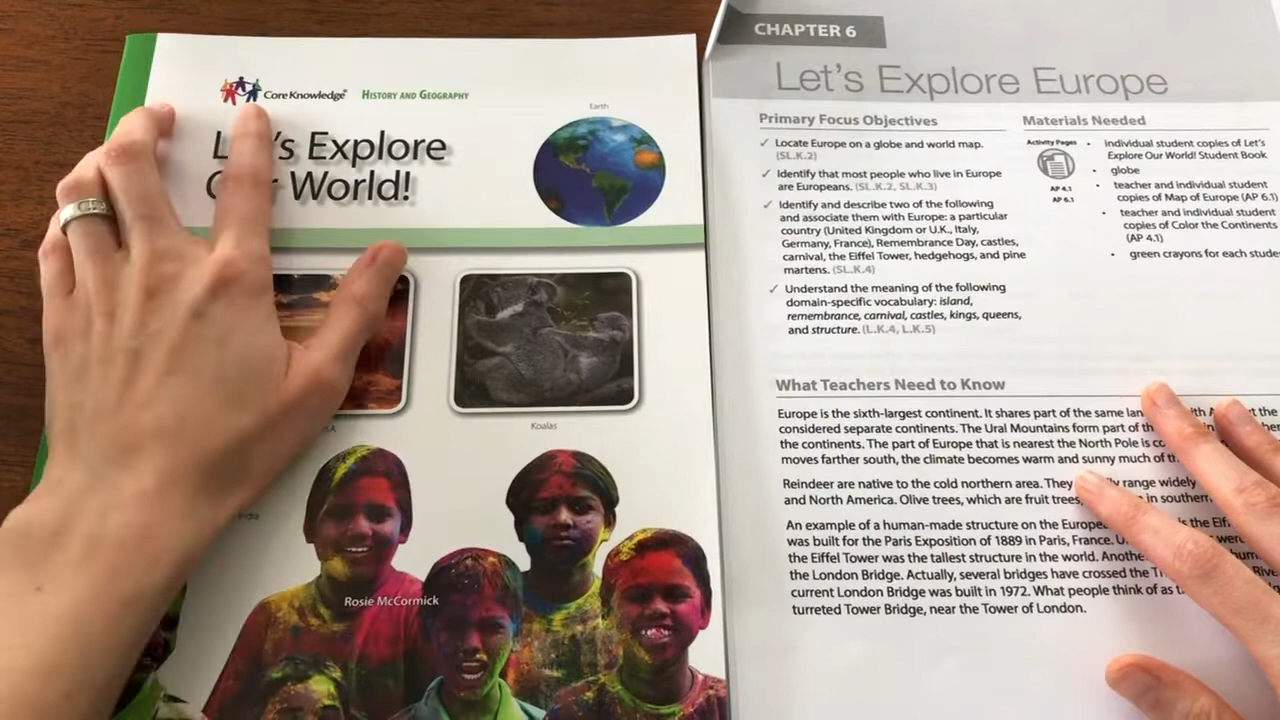 Core Knowledge®
HISTORY AND GEOGRAPHY
Let's Explore
Our World!
Earth
Koalas
India
Rosie McCormick
CHAPTER 6
Let's Explore Europe
Primary Focus Objectives
✓ Locate Europe on a globe and world map.
(SL.K.2)
✓ Identify that most people who live in Europe
are Europeans. (SL.K.2, SL.K.3)
✓ Identify and describe two of the following
and associate them with Europe: a particular
country (United Kingdom or U.K., Italy,
Germany, France), Remembrance Day, castles,
carnival, the Eiffel Tower, hedgehogs, and pine
martens. (SL.K.4)
✓ Understand the meaning of the following
domain-specific vocabulary: island,
remembrance, carnival, castles, kings, queens,
and structure. (L.K.4, L.K.5)
Materials Needed
Activity Pages
AP 4.1
AP 6.1
• individual student copies of Let's
Explore Our World! Student Book
• globe
• teacher and individual student
copies of Map of Europe (AP 6.1)
• teacher and individual student
copies of Color the Continents
(AP 4.1)
• green crayons for each
What Teachers Need to Know
Europe is the sixth-largest continent. It shares part of the same the
considered separate continents. The Ural Mountains form part of
the continents. The part of Europe that is nearest the North Pole is
moves farther south, the climate becomes warm and sunny much of
Reindeer are native to the cold northern area. They range widely
and North America. Olive trees, which are fruit trees, in southern
An example of a human-made structure on the the
was built for the Paris Exposition of 1889 in Paris, France. were
the Eiffel Tower was the tallest structure in the world.
the London Bridge. Actually, several bridges have crossed the
current London Bridge was built in 1972. What people think of as
turreted Tower Bridge, near the Tower of London.